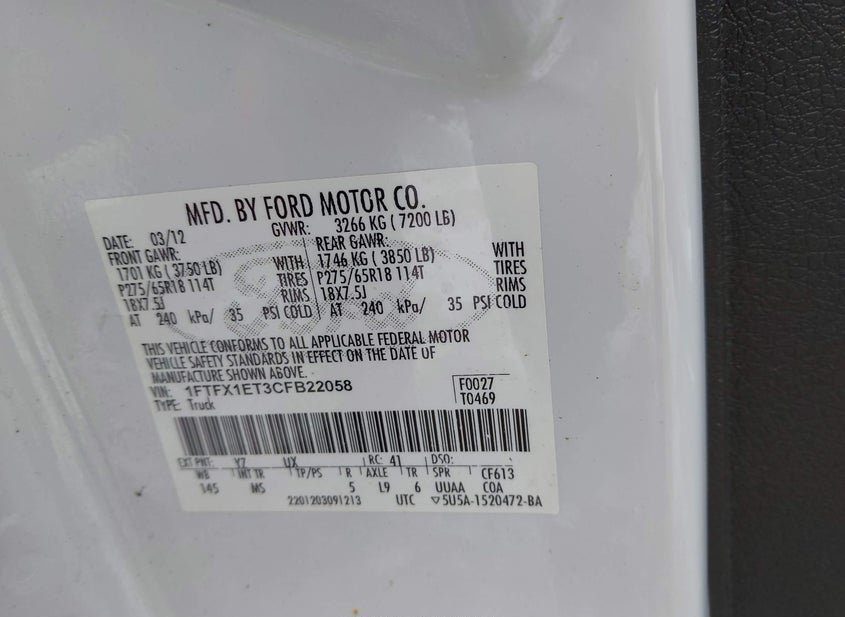 MFD. BY FORD MOTOR CO.
DATE: 03/12 GVWR: 3266 KG ( 7200 LB)
FRONT GAWR: REAR GAWR:
1701 KG ( 3750 LB) WITH 1746 KG ( 3850 LB) WITH
P275/65R18 114T TIRES P275/65R18 114T TIRES
18X7.5J RIMS 18X7.5J RIMS
AT 240 kPa/ 35 PSI COLD AT 240 kPa/ 35 PSI COLD
THIS VEHICLE CONFORMS TO ALL APPLICABLE FEDERAL MOTOR
VEHICLE SAFETY STANDARDS IN EFFECT ON THE DATE OF
MANUFACTURE SHOWN ABOVE.
VIN: 1FTFX1ET3CFB22058 F0027
TYPE: Truck T0469
EXT PNT: YZ UX RC: 41 DSO:
WB INT TR TP/PS R AXLE TR SPR CF613
145 MS 5 L9 6 UUAA COA
2201203091213 UTC ▽5U5A-1520472-BA